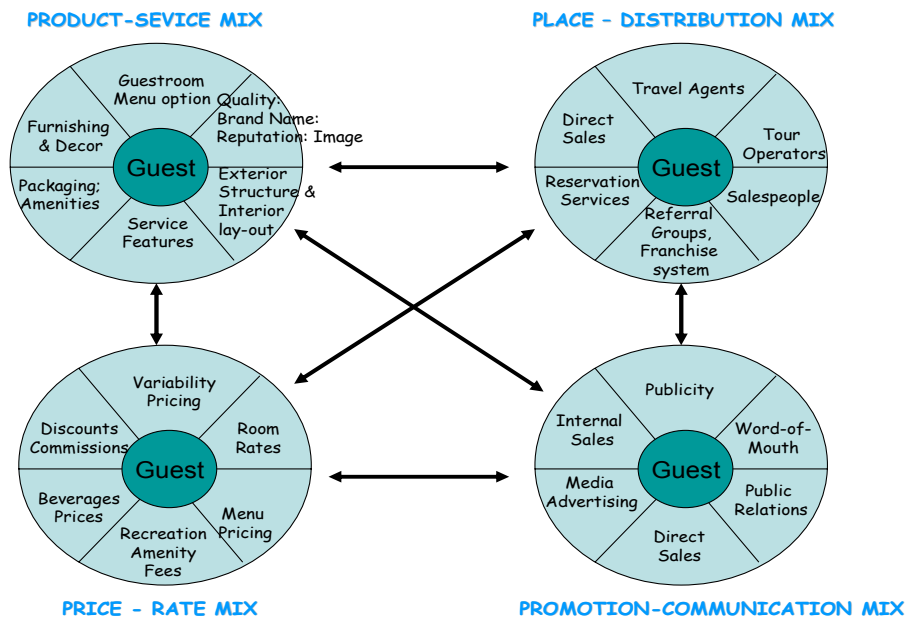 PRODUCT-SEVICE MIX
Guestroom
Menu option
Quality:
Brand Name:
Reputation: Image
Furnishing
& Decor
Guest
Packaging;
Amenities
Exterior
Structure &
Interior
lay-out
Service
Features
PLACE - DISTRIBUTION MIX
Travel Agents
Direct
Sales
Tour
Operators
Guest
Reservation
Services
Salespeople
Referral
Groups,
Franchise
system
Variability
Pricing
Discounts
Commissions
Room
Rates
Guest
Beverages
Prices
Menu
Pricing
Recreation
Amenity
Fees
PRICE - RATE MIX
Publicity
Internal
Sales
Word-of-
Mouth
Guest
Media
Advertising
Public
Relations
Direct
Sales
PROMOTION-COMMUNICATION MIX